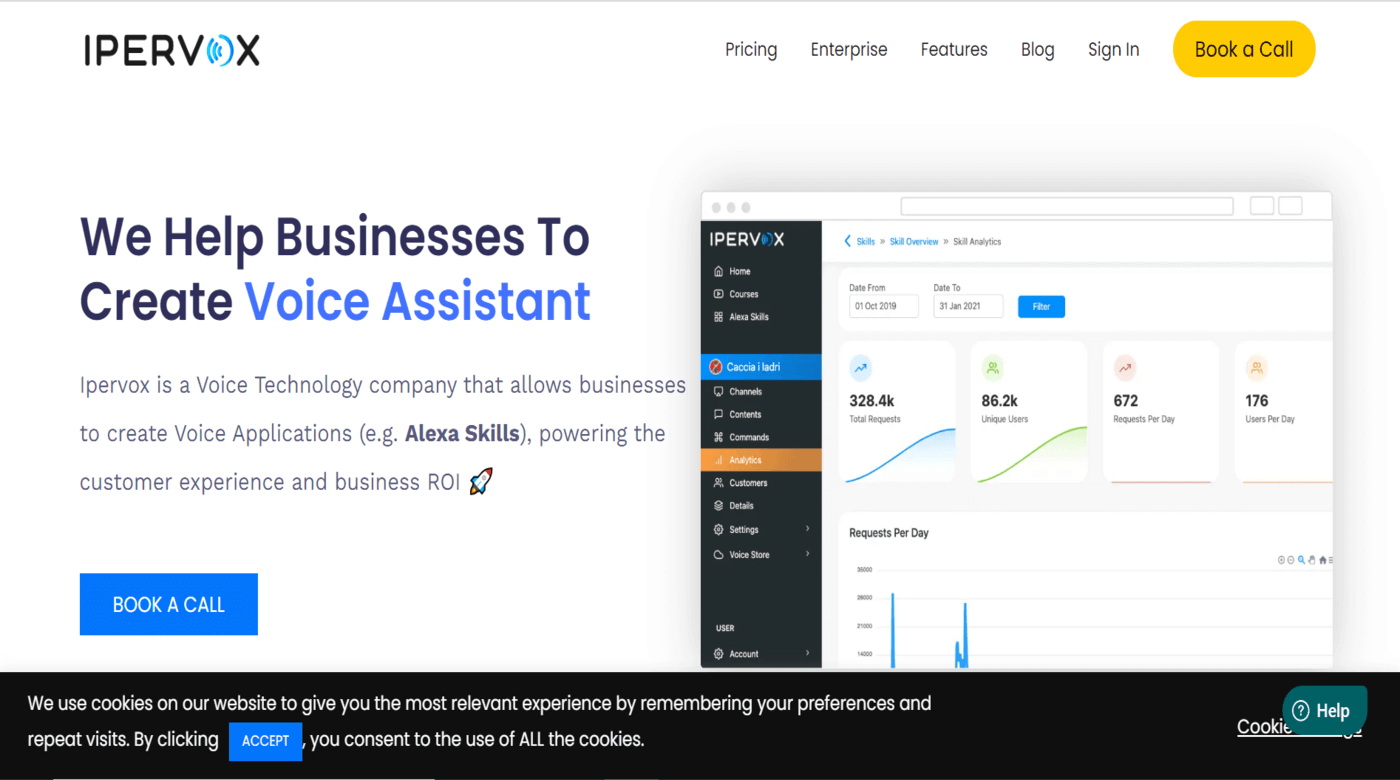 IPERVOX
Pricing Enterprise Features Blog Sign In Book a Call
We Help Businesses To
Create Voice Assistant
Ipervox is a Voice Technology company that allows businesses
to create Voice Applications (e.g. Alexa Skills), powering the
customer experience and business ROI 🚀
BOOK A CALL
IPERVOX
Home
Courses
Alexa Skills
Caccia i ladri
Channels
Contents
Commands
Analytics
Customers
Details
Settings
Voice Store
USER
Account
Skills » Skill Overview » Skill Analytics
Date From Date To
01 Oct 2019 31 Jan 2021 Filter
328.4k
Total Requests
86.2k
Unique Users
672
Requests Per Day
176
Users Per Day
Requests Per Day
35000
28000
21000
14000
We use cookies on our website to give you the most relevant experience by remembering your preferences and
repeat visits. By clicking ACCEPT, you consent to the use of ALL the cookies.
Cookie
Help